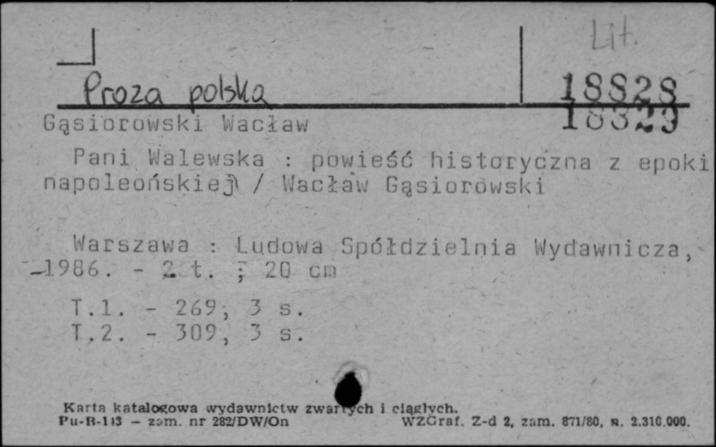 Lit.
Proza polska
18828
18829
Gąsiorowski Wacław
Pani Walewska : powieść historyczna z epoki
napoleońskiej / Wacław Gąsiorowski
Warszawa : Ludowa Spółdzielnia Wydawnicza,
1986. - 2 t. ; 20 cm
T.1. - 269, 3 s.
T.2. - 309, 3 s.
Karta katalogowa wydawnictw zwartych i ciągłych.
Pu-B-113 — zam. nr 282/DW/On
WZGraf. Z-d 2, zam. 871/80, n. 2.310.000.